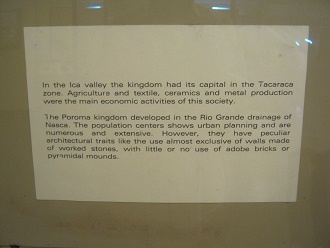 In the Ica valley the kingdom had its capital in the Tacaraca
zone. Agriculture and textile, ceramics and metal production
were the main economic activities of this society.
The Poroma kingdom developed in the Rio Grande drainage of
Nasca. The population centers shows urban planning and are
numerous and extensive. However, they have peculiar
architectural traits like the use almost exclusive of walls made
of worked stones, with little or no use of adobe bricks or
pyrnmidal mounds.